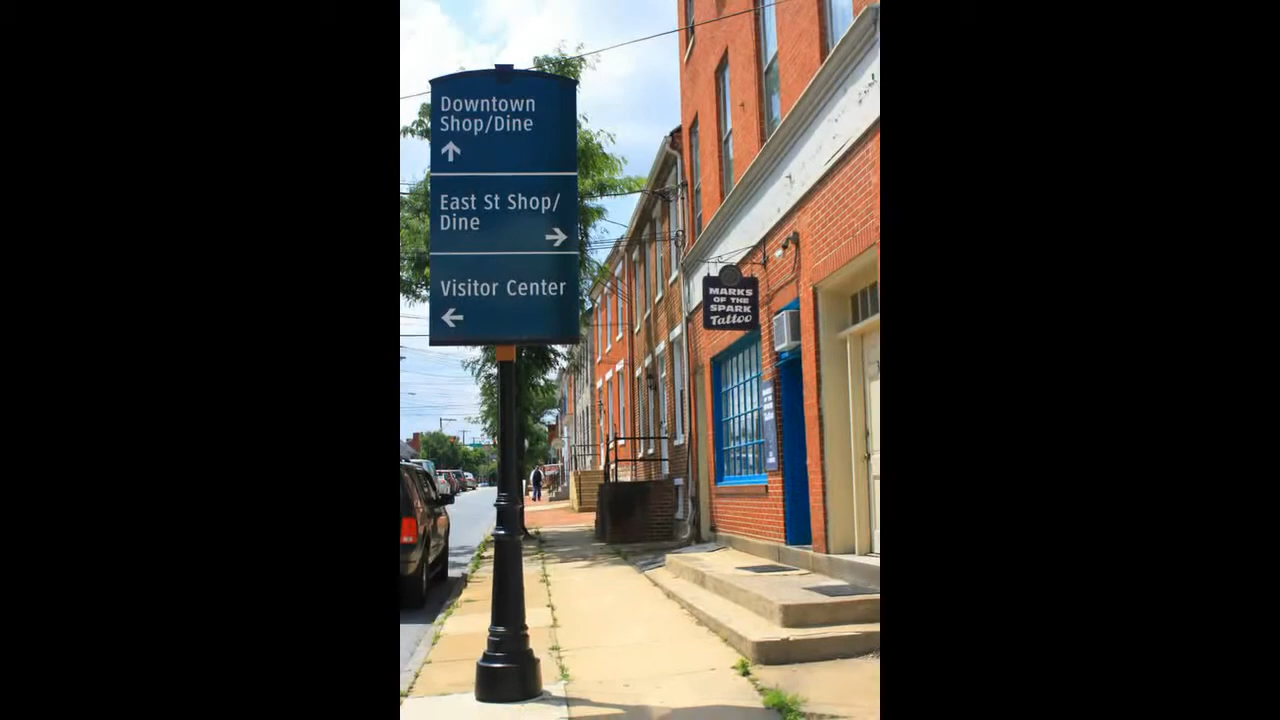 Downtown
Shop/Dine
East St Shop/
Dine
Visitor Center
MARKS
OF THE
SPARK
Tattoo